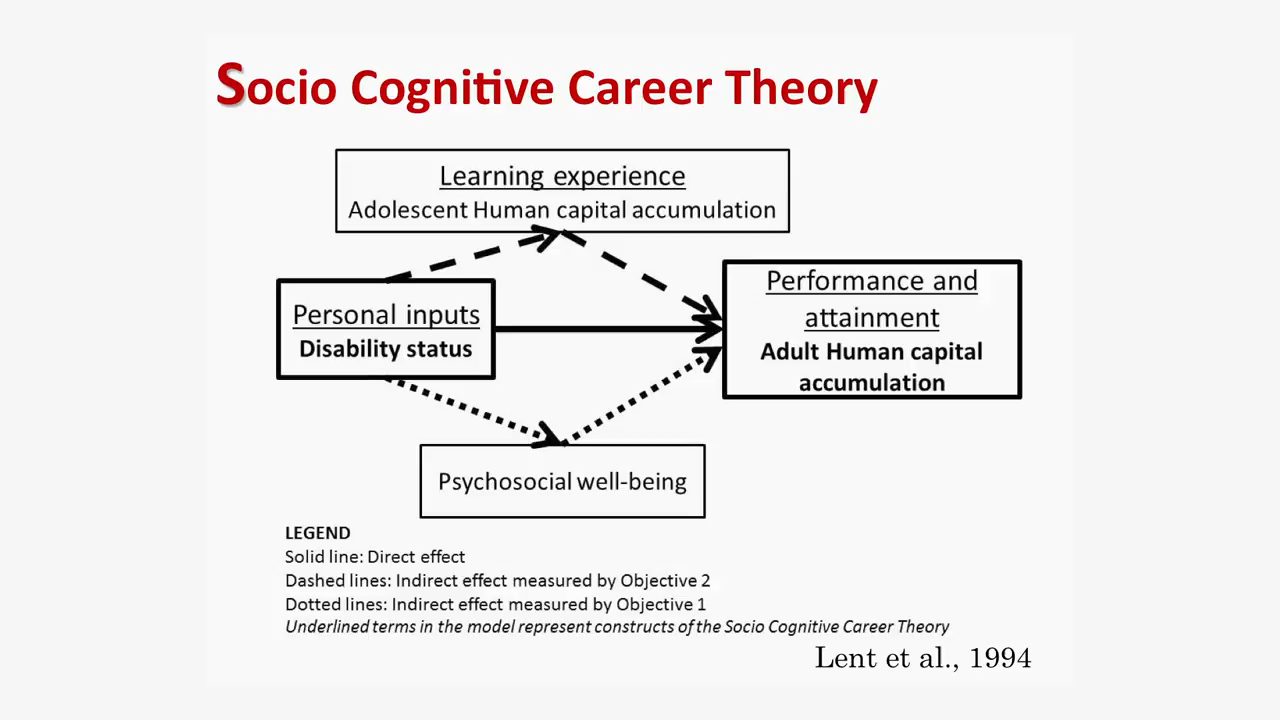 Socio Cognitive Career Theory
Learning experience
Adolescent Human capital accumulation
Personal inputs
Disability status
Performance and
attainment
Adult Human capital
accumulation
Psychosocial well-being
LEGEND
Solid line: Direct effect
Dashed lines: Indirect effect measured by Objective 2
Dotted lines: Indirect effect measured by Objective 1
Underlined terms in the model represent constructs of the Socio Cognitive Career Theory
Lent et al., 1994